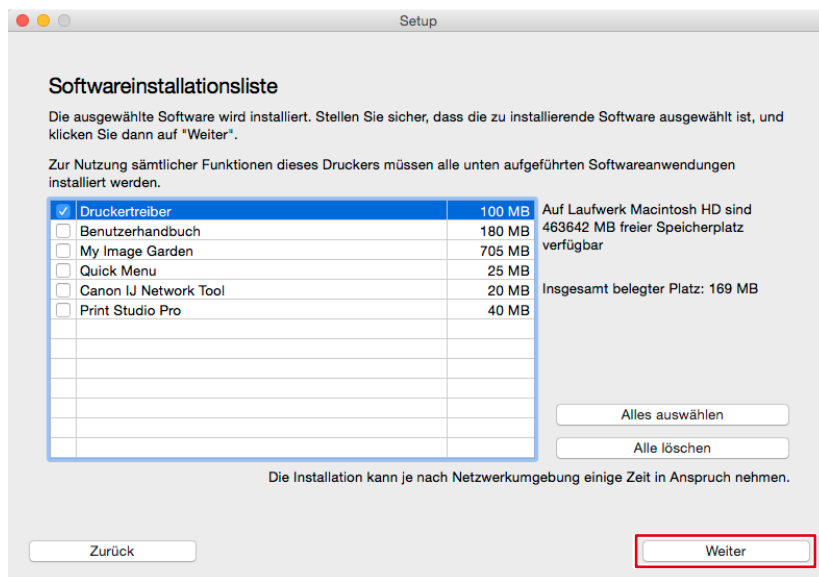 Setup
Softwareinstallationsliste
Die ausgewählte Software wird installiert. Stellen Sie sicher, dass die zu installierende Software ausgewählt ist, und
klicken Sie dann auf "Weiter".
Zur Nutzung sämtlicher Funktionen dieses Druckers müssen alle unten aufgeführten Softwareanwendungen
installiert werden.
Druckertreiber 100 MB
Benutzerhandbuch 180 MB
My Image Garden 705 MB
Quick Menu 25 MB
Canon IJ Network Tool 20 MB
Print Studio Pro 40 MB
Auf Laufwerk Macintosh HD sind
463642 MB freier Speicherplatz
verfügbar
Insgesamt belegter Platz: 169 MB
Alles auswählen
Alle löschen
Die Installation kann je nach Netzwerkumgebung einige Zeit in Anspruch nehmen.
Zurück
Weiter